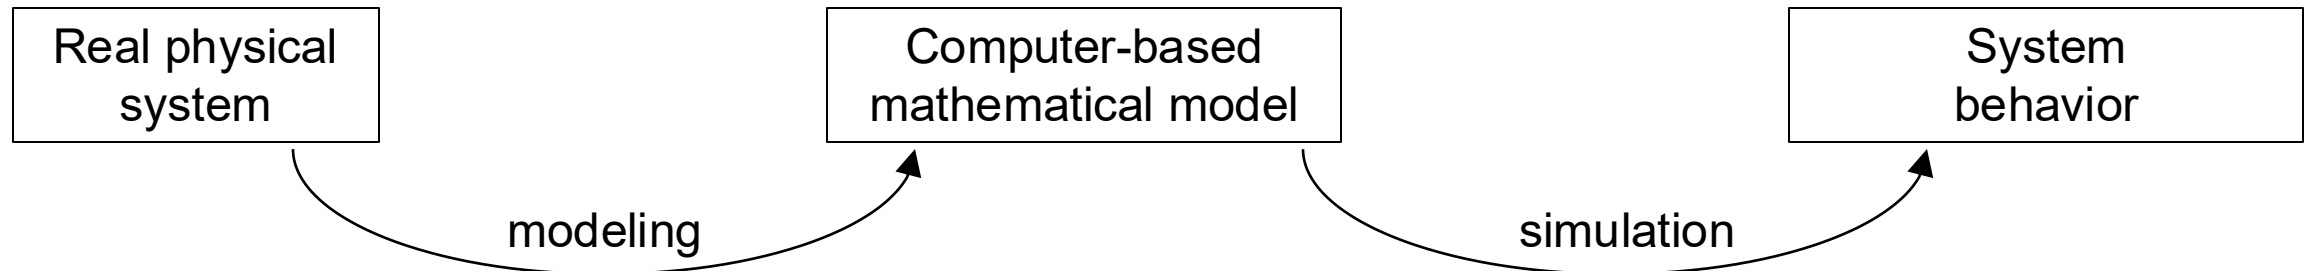 Real physical
system
Computer-based
mathematical model
System
behavior
modeling
simulation